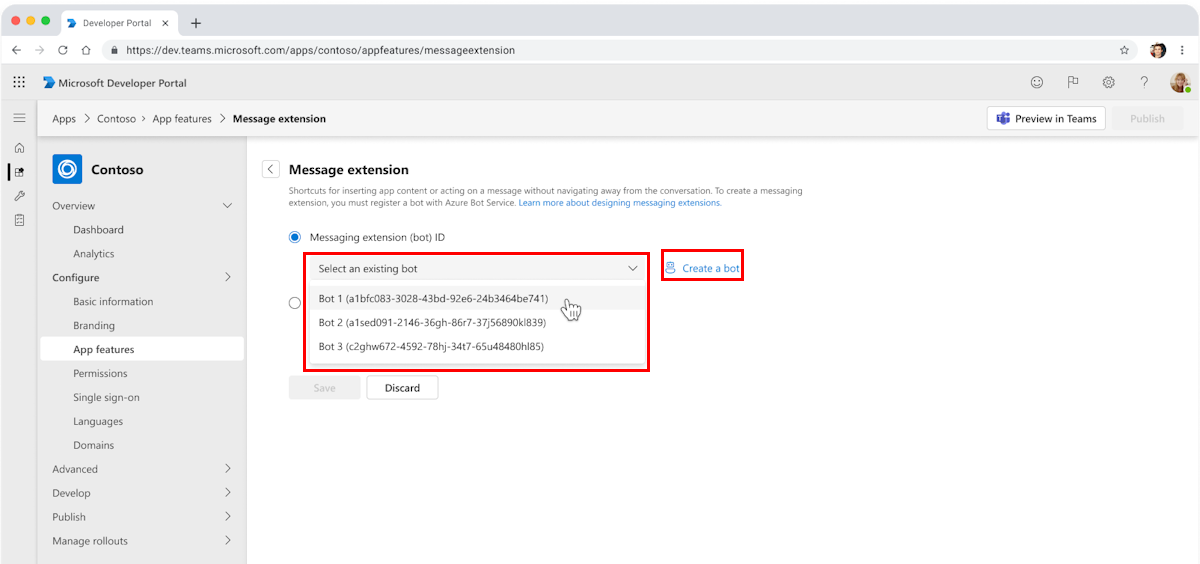 Developer Portal
https://dev.teams.microsoft.com/apps/contoso/appfeatures/messageextension
Microsoft Developer Portal
Apps > Contoso > App features > Message extension
Preview in Teams
Publish
Contoso
Overview
Dashboard
Analytics
Configure
Basic information
Branding
App features
Permissions
Single sign-on
Languages
Domains
Advanced
Develop
Publish
Manage rollouts
Message extension
Shortcuts for inserting app content or acting on a message without navigating away from the conversation. To create a messaging
extension, you must register a bot with Azure Bot Service. Learn more about designing messaging extensions.
Messaging extension (bot) ID
Select an existing bot
Create a bot
Bot 1 (a1bfc083-3028-43bd-92e6-24b3464be741)
Bot 2 (a1sed091-2146-36gh-86r7-37j56890kl839)
Bot 3 (c2ghw672-4592-78hj-34t7-65u48480hl85)
Save
Discard